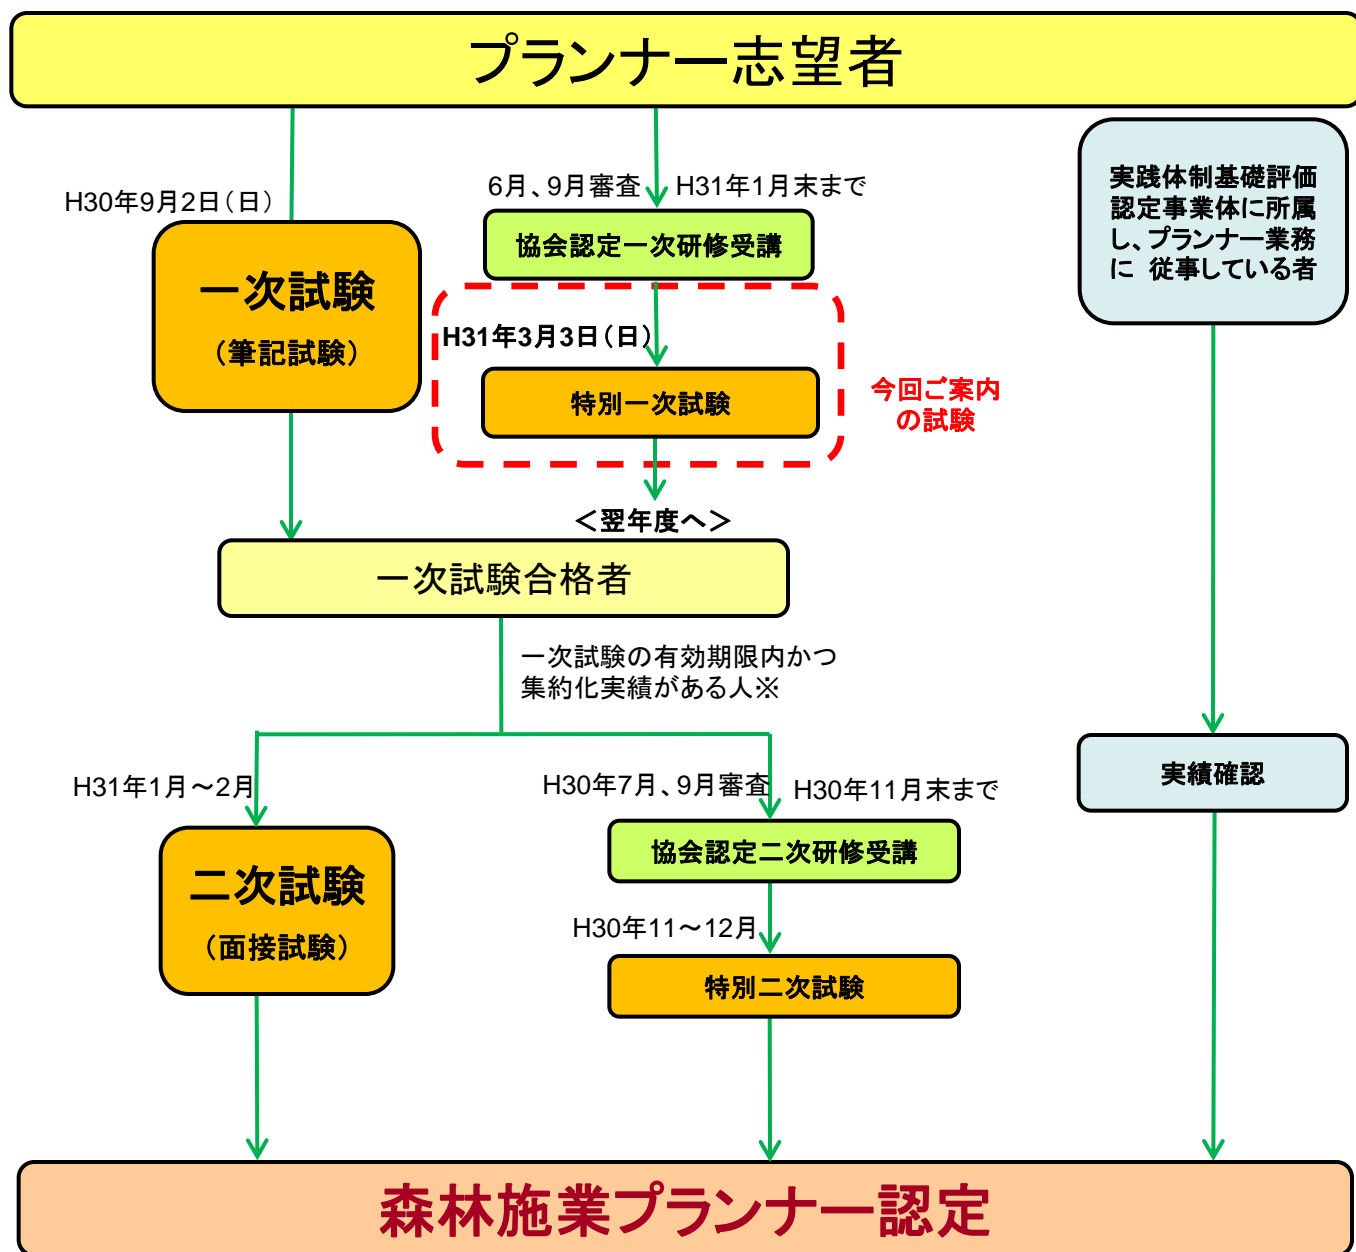 プランナー志望者
H30年9月2日(日)
一次試験
(筆記試験)
6月、9月審査
H31年1月末まで
協会認定一次研修受講
H31年3月3日(日)
特別一次試験
今回ご案内
の試験
<翌年度へ>
実践体制基礎評価
認定事業体に所属
し、プランナー業務
に 従事している者
一次試験合格者
一次試験の有効期限内かつ
集約化実績がある人※
H31年1月~2月
二次試験
(面接試験)
H30年7月、9月審査
H30年11月末まで
協会認定二次研修受講
H30年11~12月
特別二次試験
実績確認
森林施業プランナー認定